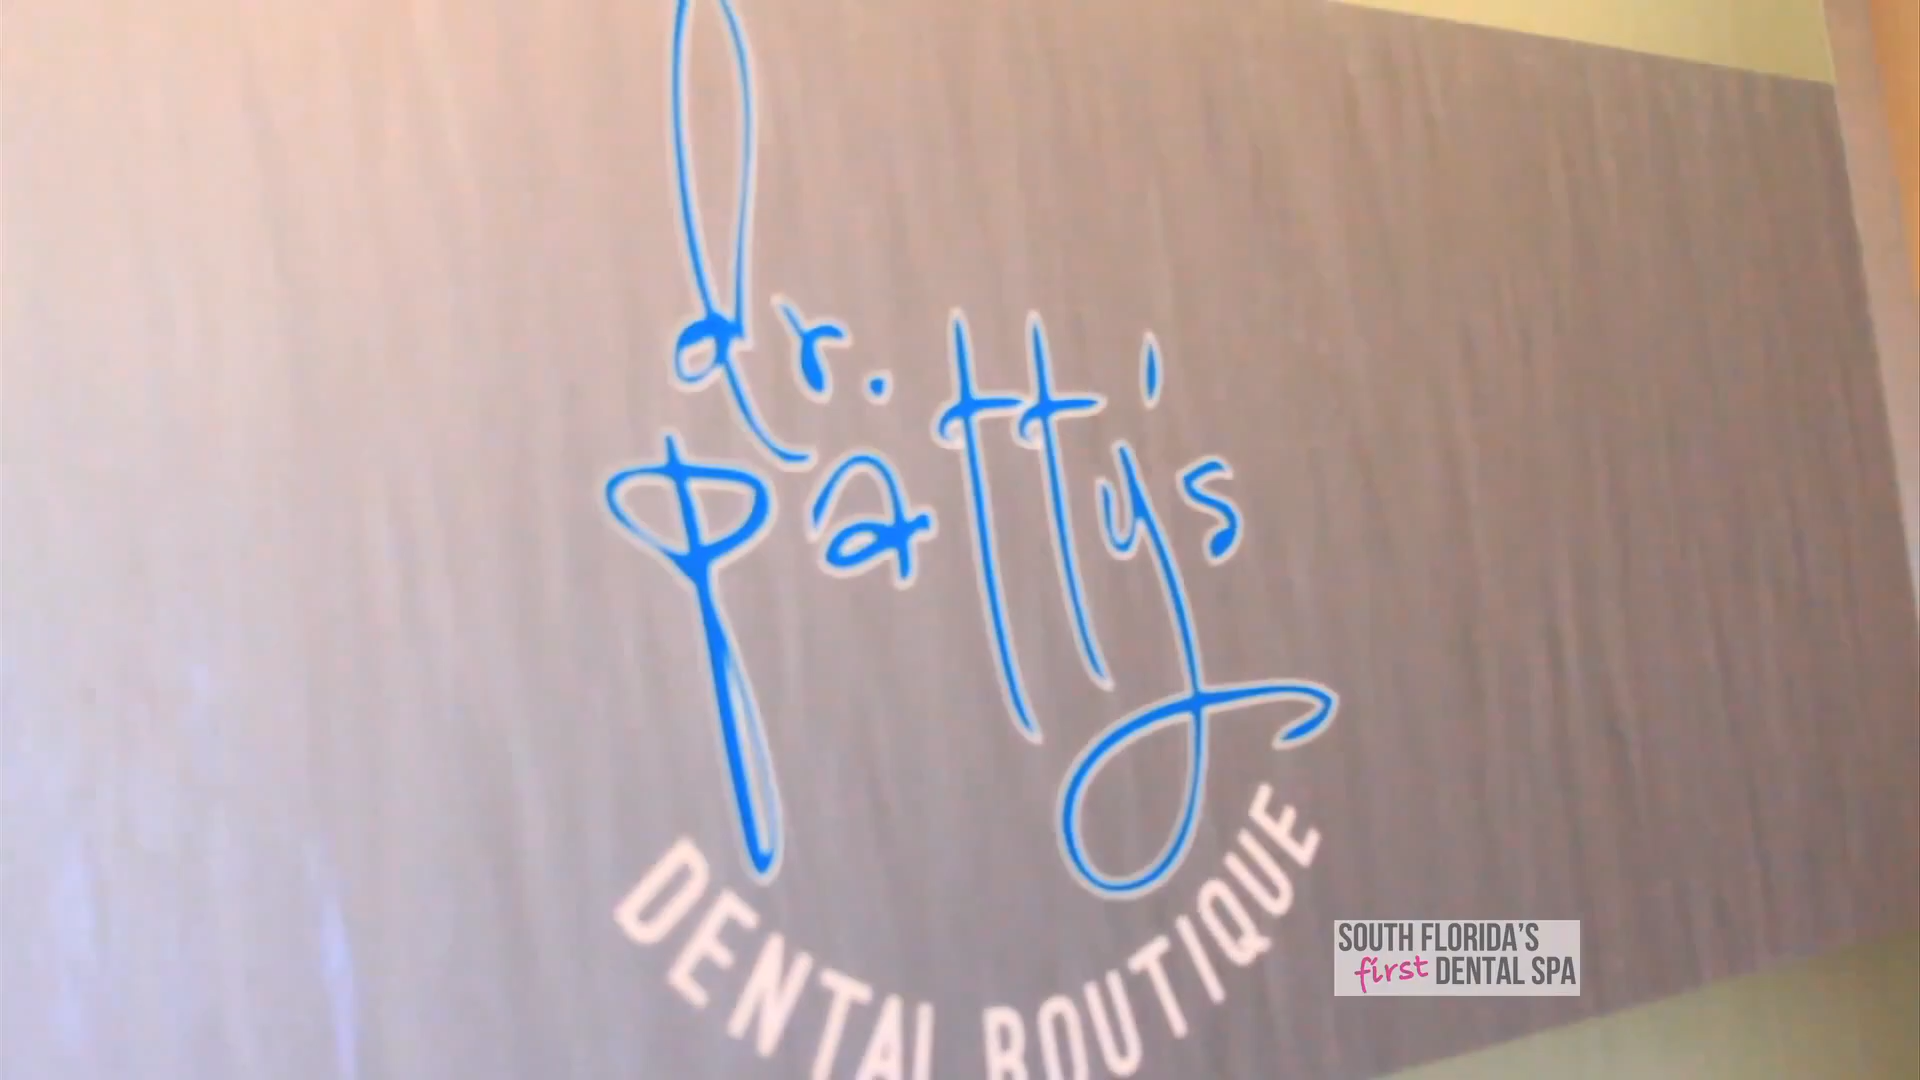 dr.
patty's
DENTAL BOUTIQUE
SOUTH FLORIDA'S
first DENTAL SPA